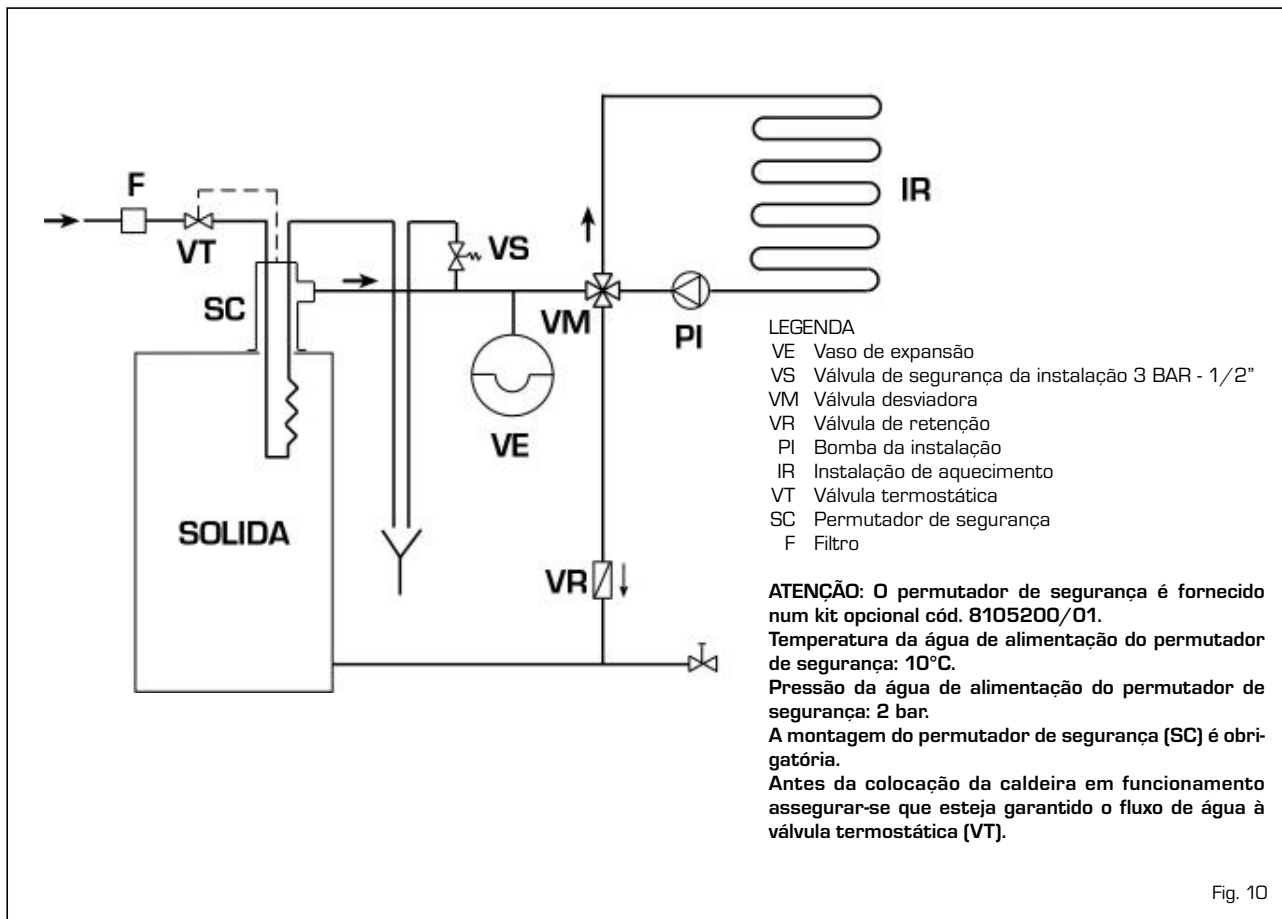 F
VT
SC
VS
VM
PI
IR
VE
SOLIDA
VR
LEGENDA
VE Vaso de expansão
VS Válvula de segurança da instalação 3 BAR - 1/2”
VM Válvula desviadora
VR Válvula de retenção
PI Bomba da instalação
IR Instalação de aquecimento
VT Válvula termostática
SC Permutador de segurança
F Filtro
ATENÇÃO: O permutador de segurança é fornecido
num kit opcional cód. 8105200/01.
Temperatura da água de alimentação do permutador
de segurança: 10°C.
Pressão da água de alimentação do permutador de
segurança: 2 bar.
A montagem do permutador de segurança (SC) é obri-
gatória.
Antes da colocação da caldeira em funcionamento
assegurar-se que esteja garantido o fluxo de água à
válvula termostática (VT).
Fig. 10